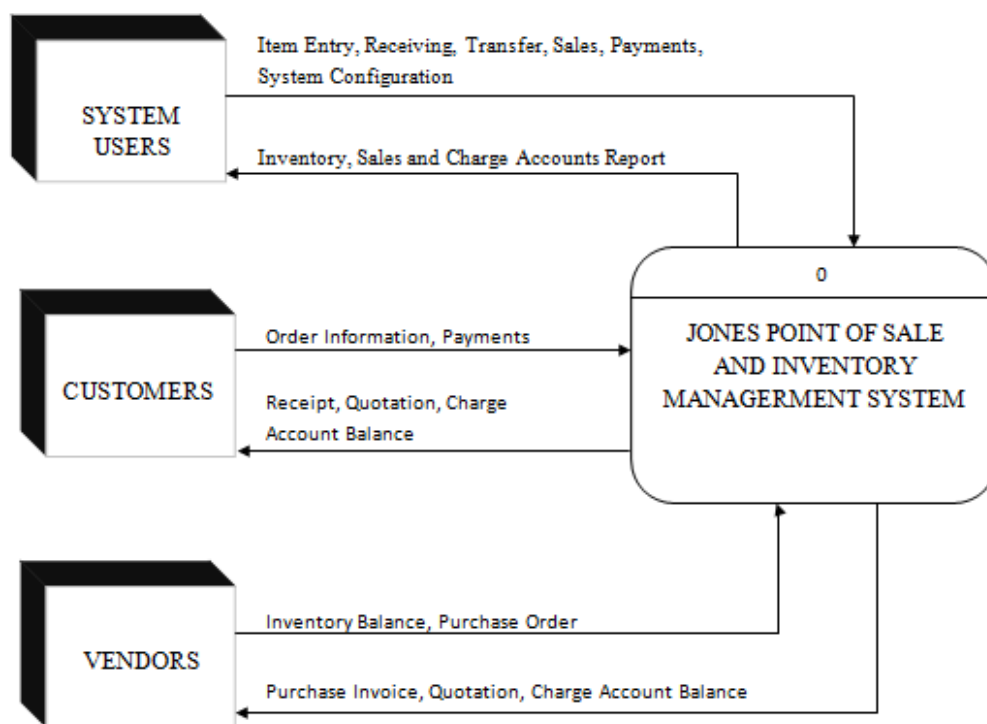 Item Entry, Receiving, Transfer, Sales, Payments,
System Configuration
SYSTEM
USERS
Inventory, Sales and Charge Accounts Report
0
JONES POINT OF SALE
AND INVENTORY
MANAGERMENT SYSTEM
Order Information, Payments
CUSTOMERS
Receipt, Quotation, Charge
Account Balance
Inventory Balance, Purchase Order
VENDORS
Purchase Invoice, Quotation, Charge Account Balance